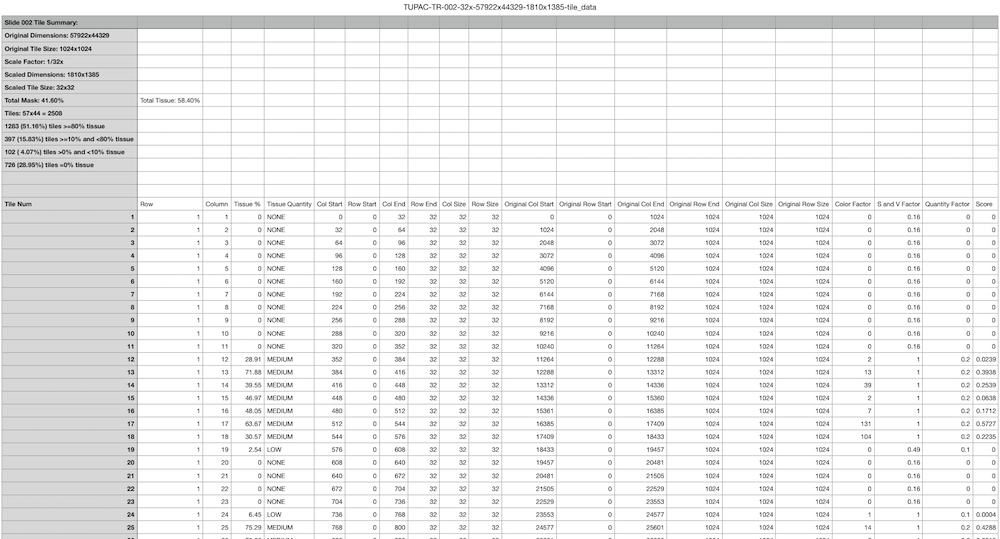 TUPAC-TR-002-32x-57922x44329-1810x1385-tile_data
Slide 002 Tile Summary:
Original Dimensions: 57922x44329
Original Tile Size: 1024x1024
Scale Factor: 1/32x
Scaled Dimensions: 1810x1385
Scaled Tile Size: 32x32
Total Mask: 41.60% Total Tissue: 58.40%
Tiles: 57x44 = 2508
1283 (51.16%) tiles >=80% tissue
397 (15.83%) tiles >=10% and <80% tissue
102 ( 4.07%) tiles >0% and <10% tissue
726 (28.95%) tiles =0% tissue
Tile Num Row Column Tissue % Tissue Quantity Col Start Row Start Col End Row End Col Size Row Size Original Col Start Original Row Start Original Col End Original Row End Original Col Size Original Row Size Color Factor S and V Factor Quantity Factor Score
1 1 1 0 NONE 0 0 32 32 32 32 0 0 1024 1024 1024 1024 0 0.16 0 0
2 1 2 0 NONE 32 0 64 32 32 32 1024 0 2048 1024 1024 1024 0 0.16 0 0
3 1 3 0 NONE 64 0 96 32 32 32 2048 0 3072 1024 1024 1024 0 0.16 0 0
4 1 4 0 NONE 96 0 128 32 32 32 3072 0 4096 1024 1024 1024 0 0.16 0 0
5 1 5 0 NONE 128 0 160 32 32 32 4096 0 5120 1024 1024 1024 0 0.16 0 0
6 1 6 0 NONE 160 0 192 32 32 32 5120 0 6144 1024 1024 1024 0 0.16 0 0
7 1 7 0 NONE 192 0 224 32 32 32 6144 0 7168 1024 1024 1024 0 0.16 0 0
8 1 8 0 NONE 224 0 256 32 32 32 7168 0 8192 1024 1024 1024 0 0.16 0 0
9 1 9 0 NONE 256 0 288 32 32 32 8192 0 9216 1024 1024 1024 0 0.16 0 0
10 1 10 0 NONE 288 0 320 32 32 32 9216 0 10240 1024 1024 1024 0 0.16 0 0
11 1 11 0 NONE 320 0 352 32 32 32 10240 0 11264 1024 1024 1024 0 0.16 0 0
12 1 12 28.91 MEDIUM 352 0 384 32 32 32 11264 0 12288 1024 1024 1024 2 1 0.2 0.0239
13 1 13 71.88 MEDIUM 384 0 416 32 32 32 12288 0 13312 1024 1024 1024 13 1 0.2 0.3938
14 1 14 39.55 MEDIUM 416 0 448 32 32 32 13312 0 14336 1024 1024 1024 39 1 0.2 0.2539
15 1 15 46.97 MEDIUM 448 0 480 32 32 32 14336 0 15360 1024 1024 1024 2 1 0.2 0.0638
16 1 16 48.05 MEDIUM 480 0 512 32 32 32 15361 0 16385 1024 1024 1024 7 1 0.2 0.1712
17 1 17 63.67 MEDIUM 512 0 544 32 32 32 16385 0 17409 1024 1024 1024 131 1 0.2 0.5727
18 1 18 30.57 MEDIUM 544 0 576 32 32 32 17409 0 18433 1024 1024 1024 104 1 0.2 0.2235
19 1 19 2.54 LOW 576 0 608 32 32 32 18433 0 19457 1024 1024 1024 0 0.49 0.1 0
20 1 20 0 NONE 608 0 640 32 32 32 19457 0 20481 1024 1024 1024 0 0.16 0 0
21 1 21 0 NONE 640 0 672 32 32 32 20481 0 21505 1024 1024 1024 0 0.16 0 0
22 1 22 0 NONE 672 0 704 32 32 32 21505 0 22529 1024 1024 1024 0 0.16 0 0
23 1 23 0 NONE 704 0 736 32 32 32 22529 0 23553 1024 1024 1024 0 0.16 0 0
24 1 24 6.45 LOW 736 0 768 32 32 32 23553 0 24577 1024 1024 1024 1 1 0.1 0.0004
25 1 25 75.29 MEDIUM 768 0 800 32 32 32 24577 0 25601 1024 1024 1024 14 1 0.2 0.4288